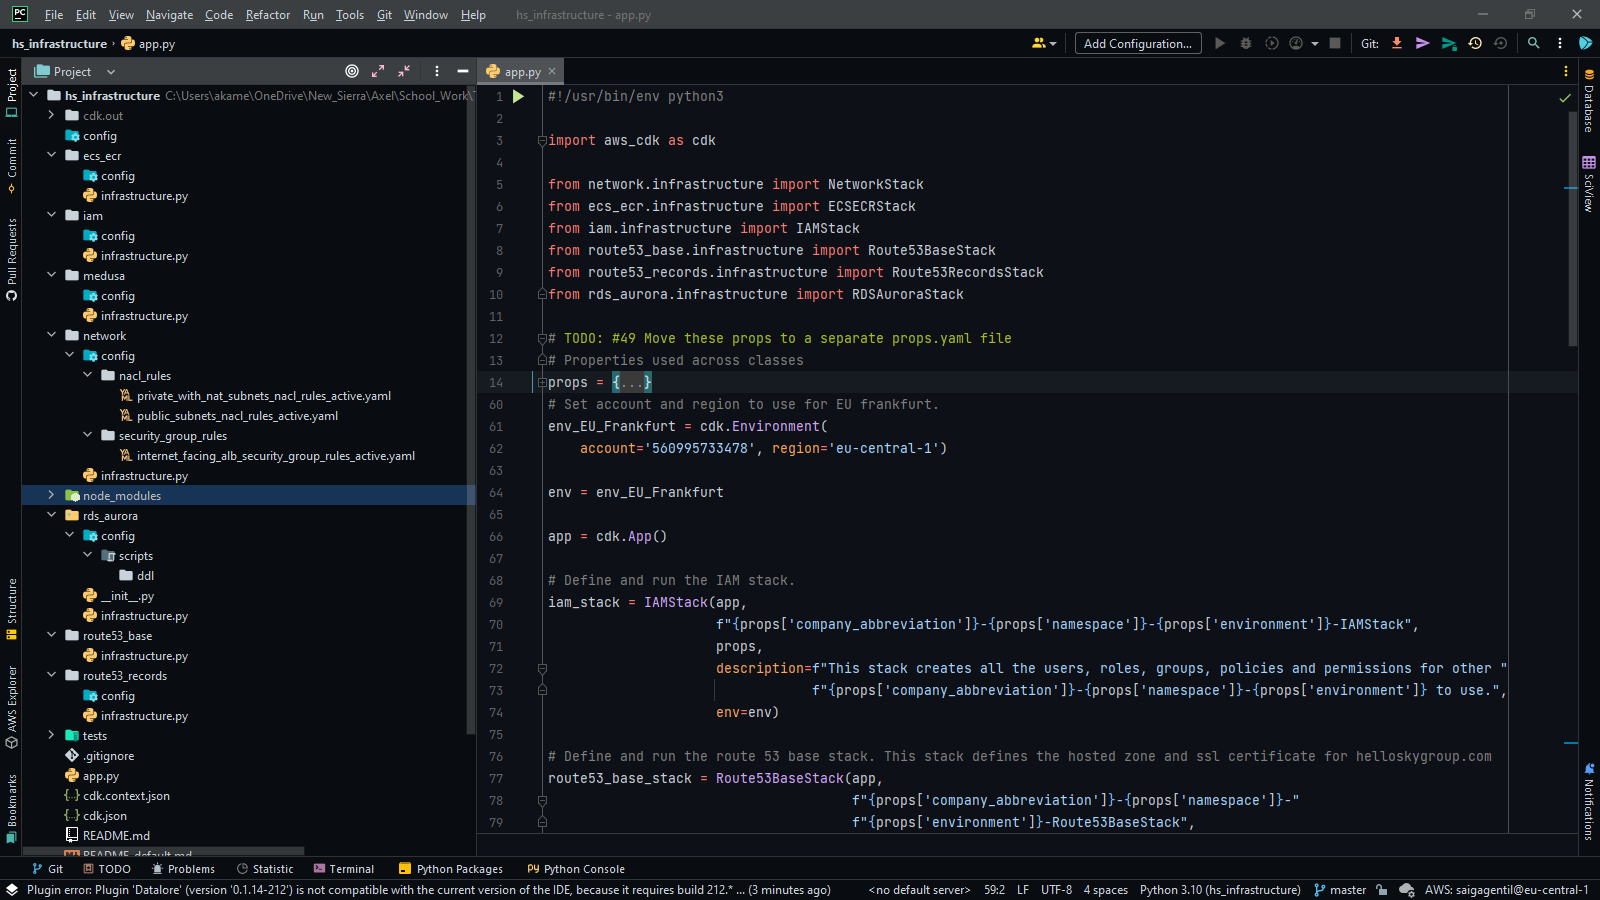 PC File Edit View Navigate Code Refactor Run Tools Git Window Help hs_infrastructure - app.py
hs_infrastructure › app.py Add Configuration... Git:
Project
app.py
Project
Commit
Pull Requests
Structure
AWS Explorer
Bookmarks
hs_infrastructure C:\Users\akame\OneDrive\New_Sierra\Axel\School_Work\
cdk.out
config
ecs_ecr
config
infrastructure.py
iam
config
infrastructure.py
medusa
config
infrastructure.py
network
config
nacl_rules
private_with_nat_subnets_nacl_rules_active.yaml
public_subnets_nacl_rules_active.yaml
security_group_rules
internet_facing_alb_security_group_rules_active.yaml
infrastructure.py
node_modules
rds_aurora
config
scripts
ddl
__init__.py
infrastructure.py
route53_base
infrastructure.py
route53_records
config
infrastructure.py
tests
.gitignore
app.py
cdk.context.json
cdk.json
README.md
README_default.md
1 #!/usr/bin/env python3
2
3 import aws_cdk as cdk
4
5 from network.infrastructure import NetworkStack
6 from ecs_ecr.infrastructure import ECSECRStack
7 from iam.infrastructure import IAMStack
8 from route53_base.infrastructure import Route53BaseStack
9 from route53_records.infrastructure import Route53RecordsStack
10 from rds_aurora.infrastructure import RDSAuroraStack
11
12 # TODO: #49 Move these props to a separate props.yaml file
13 # Properties used across classes
14 props = {...}
60 # Set account and region to use for EU frankfurt.
61 env_EU_Frankfurt = cdk.Environment(
62 account='560995733478', region='eu-central-1')
63
64 env = env_EU_Frankfurt
65
66 app = cdk.App()
67
68 # Define and run the IAM stack.
69 iam_stack = IAMStack(app,
70 f"{props['company_abbreviation']}-{props['namespace']}-{props['environment']}-IAMStack",
71 props,
72 description=f"This stack creates all the users, roles, groups, policies and permissions for other "
73 f"{props['company_abbreviation']}-{props['namespace']}-{props['environment']} to use.",
74 env=env)
75
76 # Define and run the route 53 base stack. This stack defines the hosted zone and ssl certificate for helloskygroup.com
77 route53_base_stack = Route53BaseStack(app,
78 f"{props['company_abbreviation']}-{props['namespace']}-"
79 f"{props['environment']}-Route53BaseStack",
Database
SciView
Notifications
Git TODO Problems Statistic Terminal Python Packages Python Console
Plugin error: Plugin 'Datalore' (version '0.1.14-212') is not compatible with the current version of the IDE, because it requires build 212.* ... (3 minutes ago) <no default server> 59:2 LF UTF-8 4 spaces Python 3.10 (hs_infrastructure) master AWS: saigagentil@eu-central-1